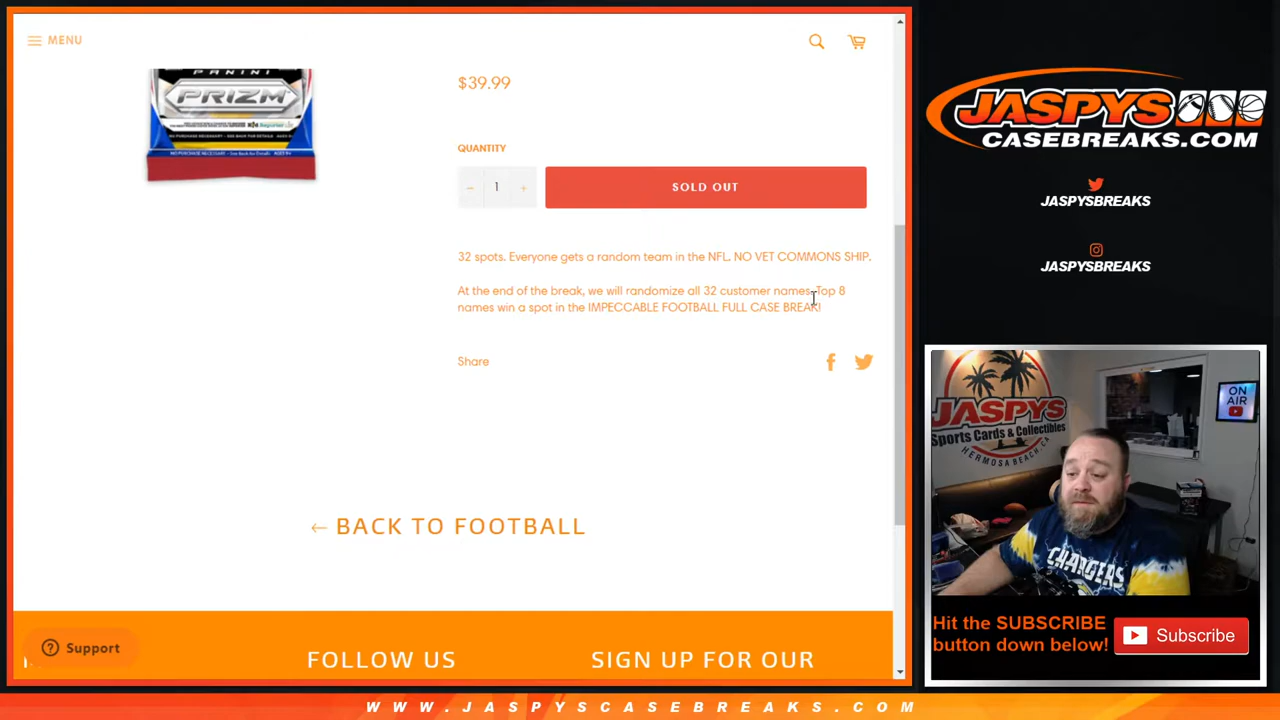 MENU
PANINI
PRIZM
$39.99
QUANTITY
− 1 +
SOLD OUT
32 spots. Everyone gets a random team in the NFL. NO VET COMMONS SHIP.
At the end of the break, we will randomize all 32 customer names. Top 8
names win a spot in the IMPECCABLE FOOTBALL FULL CASE BREAK!
Share
← BACK TO FOOTBALL
Support
FOLLOW US
SIGN UP FOR OUR
JASPYS
CASEBREAKS.COM
JASPYSBREAKS
JASPYSBREAKS
ON
AIR
JASPYS
Sports Cards & Collectibles
HERMOSA BEACH, CA
CHARGERS
Hit the SUBSCRIBE
button down below!
Subscribe
WWW.JASPYSCASEBREAKS.COM